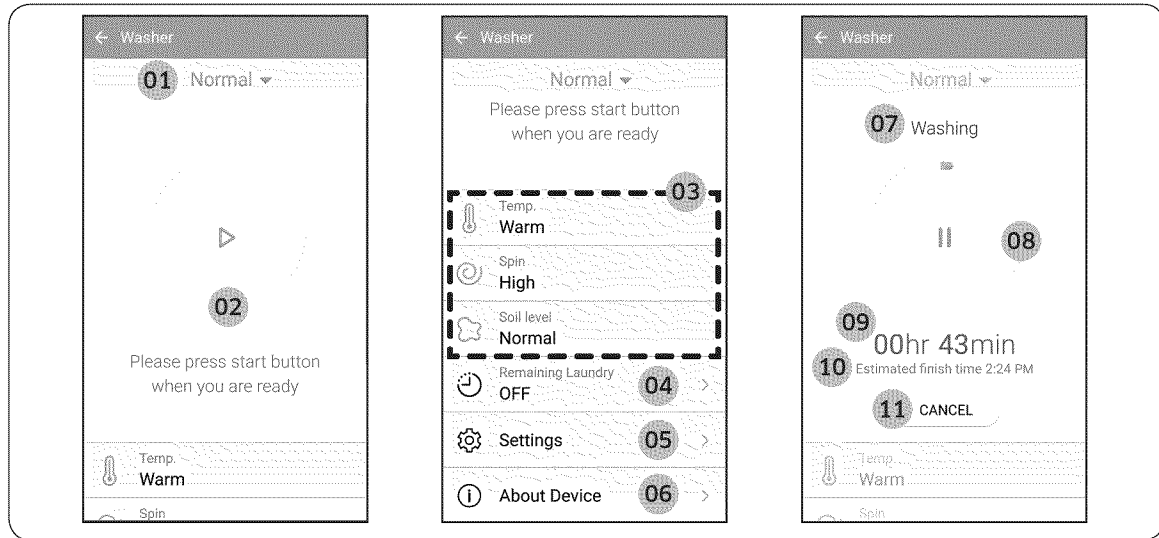 ← Washer
01 Normal
02
Please press start button
when you are ready
Temp.
Warm
Spin
← Washer
Normal
Please press start button
when you are ready
03
Temp.
Warm
Spin
High
Soil level
Normal
Remaining Laundry
OFF
04
Settings
05
About Device
06
← Washer
Normal
07 Washing
08
09
00hr 43min
10 Estimated finish time 2:24 PM
11 CANCEL
Temp.
Warm
Spin